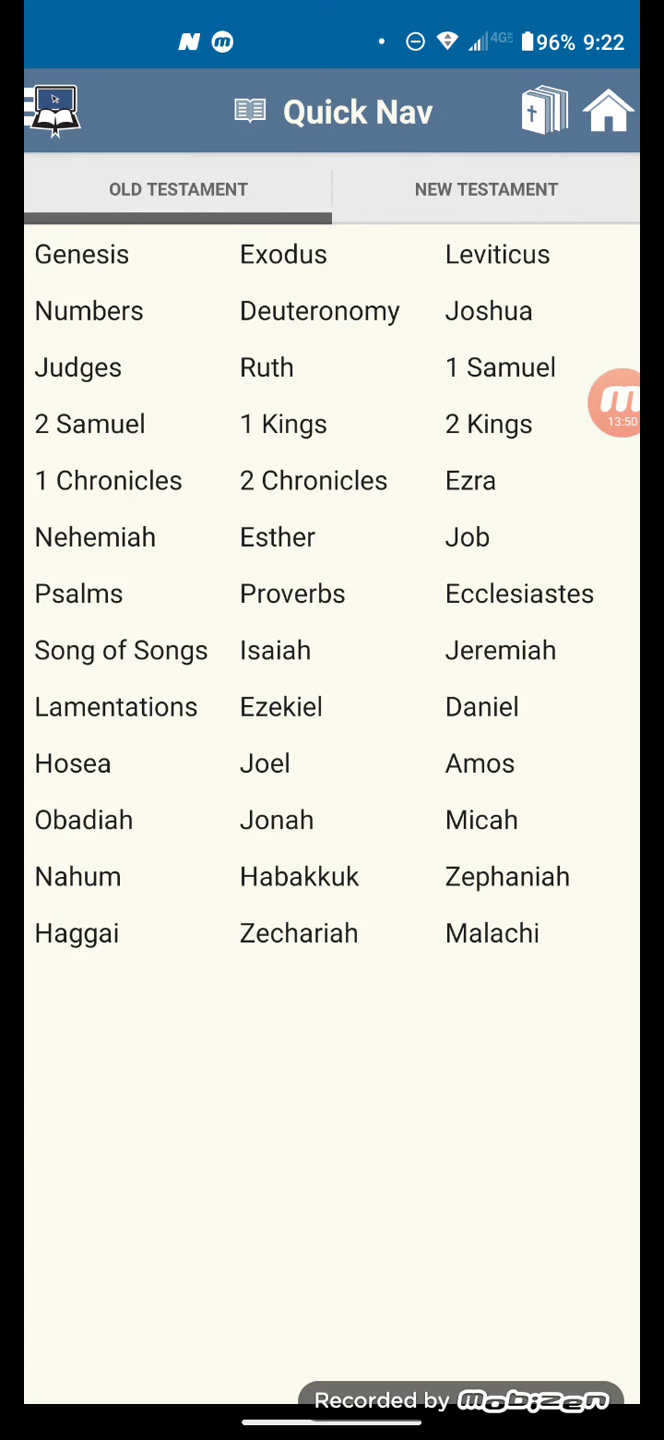 96% 9:22
Quick Nav
OLD TESTAMENT NEW TESTAMENT
Genesis Exodus Leviticus
Numbers Deuteronomy Joshua
Judges Ruth 1 Samuel
2 Samuel 1 Kings 2 Kings
13:50
1 Chronicles 2 Chronicles Ezra
Nehemiah Esther Job
Psalms Proverbs Ecclesiastes
Song of Songs Isaiah Jeremiah
Lamentations Ezekiel Daniel
Hosea Joel Amos
Obadiah Jonah Micah
Nahum Habakkuk Zephaniah
Haggai Zechariah Malachi
Recorded by mobizen